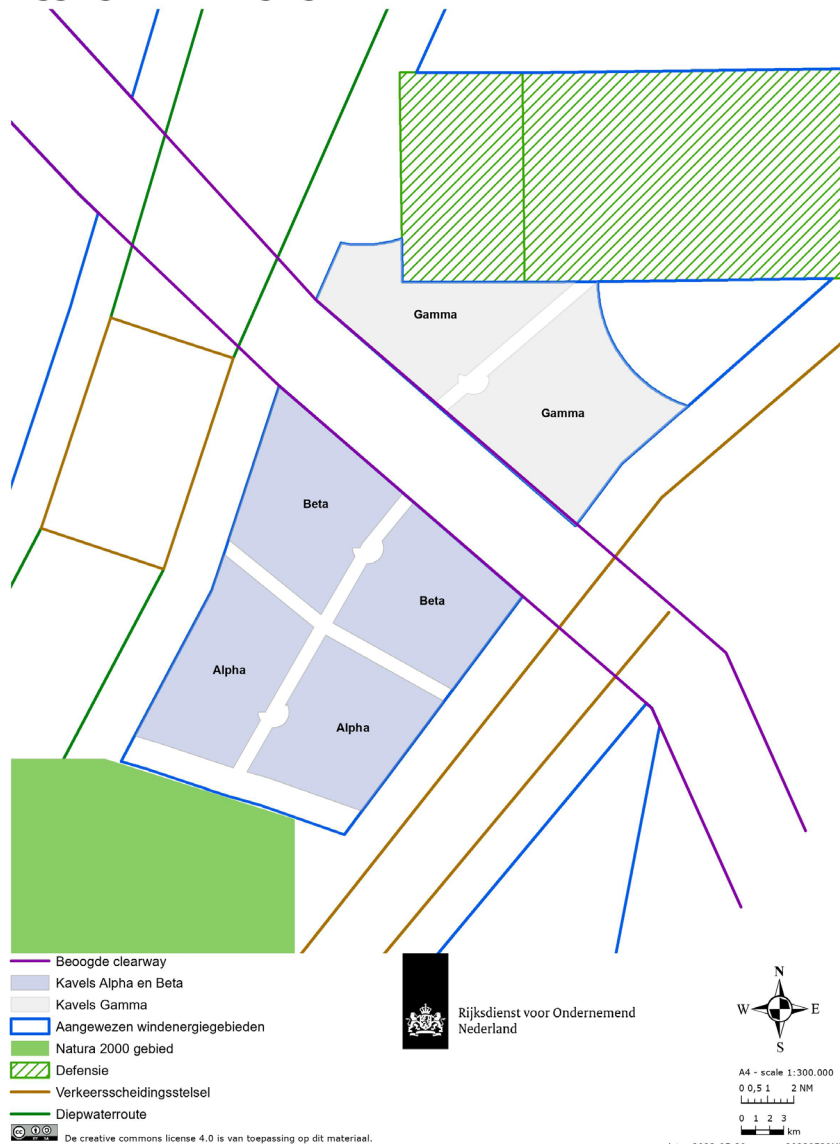 Gamma
Gamma
Beta
Beta
Alpha
Alpha
Beoogde clearway
Kavels Alpha en Beta
Kavels Gamma
Aangewezen windenergiegebieden
Natura 2000 gebied
Defensie
Verkeersscheidingsstelsel
Diepwaterroute
De creative commons license 4.0 is van toepassing op dit materiaal.
Rijksdienst voor Ondernemend
Nederland
N
W E
S
A4 - scale 1:300.000
0 0,5 1 2 NM
0 1 2 3
km